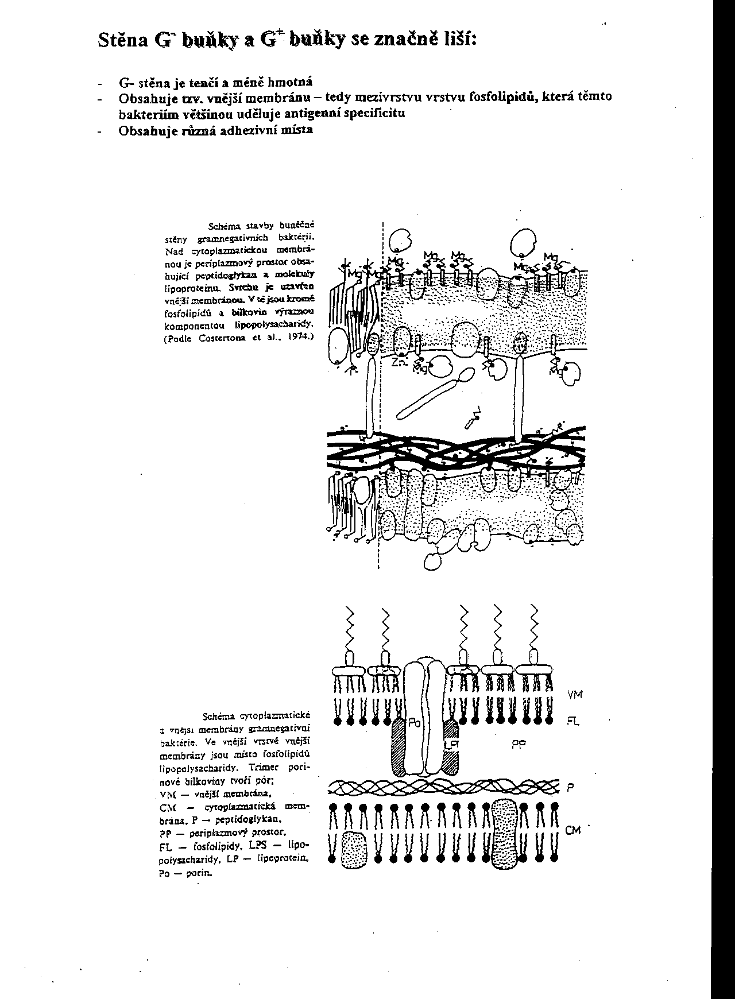 Stěna G- buňky a G+ buňky se značně liší:
- G- stěna je tenčí a méně hmotná
- Obsahuje tzv. vnější membránu – tedy mezivrstvu vrstvu fosfolipidů, která těmto
bakteriím většinou uděluje antigenní specificitu
- Obsahuje různá adhezivní místa
Schéma stavby buněčné
stěny gramnegativních baktérií.
Nad cytoplazmatickou membrá-
nou je periplazmový prostor obsa-
hující peptidoglykan a molekuly
lipoproteinu. Svrchu je uzavřen
vnější membránou. V té jsou kromě
fosfolipidů a bílkovin výraznou
komponentou lipopolysacharidy.
(Podle Costertona et al., 1974.)
Mg Mg
Mg Mg
Mg Mg Mg
Zn
Mg Mg
Schéma cytoplazmatické
a vnější membrány gramnegativní
baktérie. Ve vnější vrstvě vnější
membrány jsou místo fosfolipidů
lipopolysacharidy. Trimer pori-
nové bílkoviny tvoří pór;
VM — vnější membrána,
CM — cytoplazmatická mem-
brána, P — peptidoglykan,
PP — periplazmový prostor,
FL — fosfolipidy, LPS — lipo-
polysacharidy, LP — lipoprotein,
Po — porin.
VM
Po
FL
LP
PP
P
CM